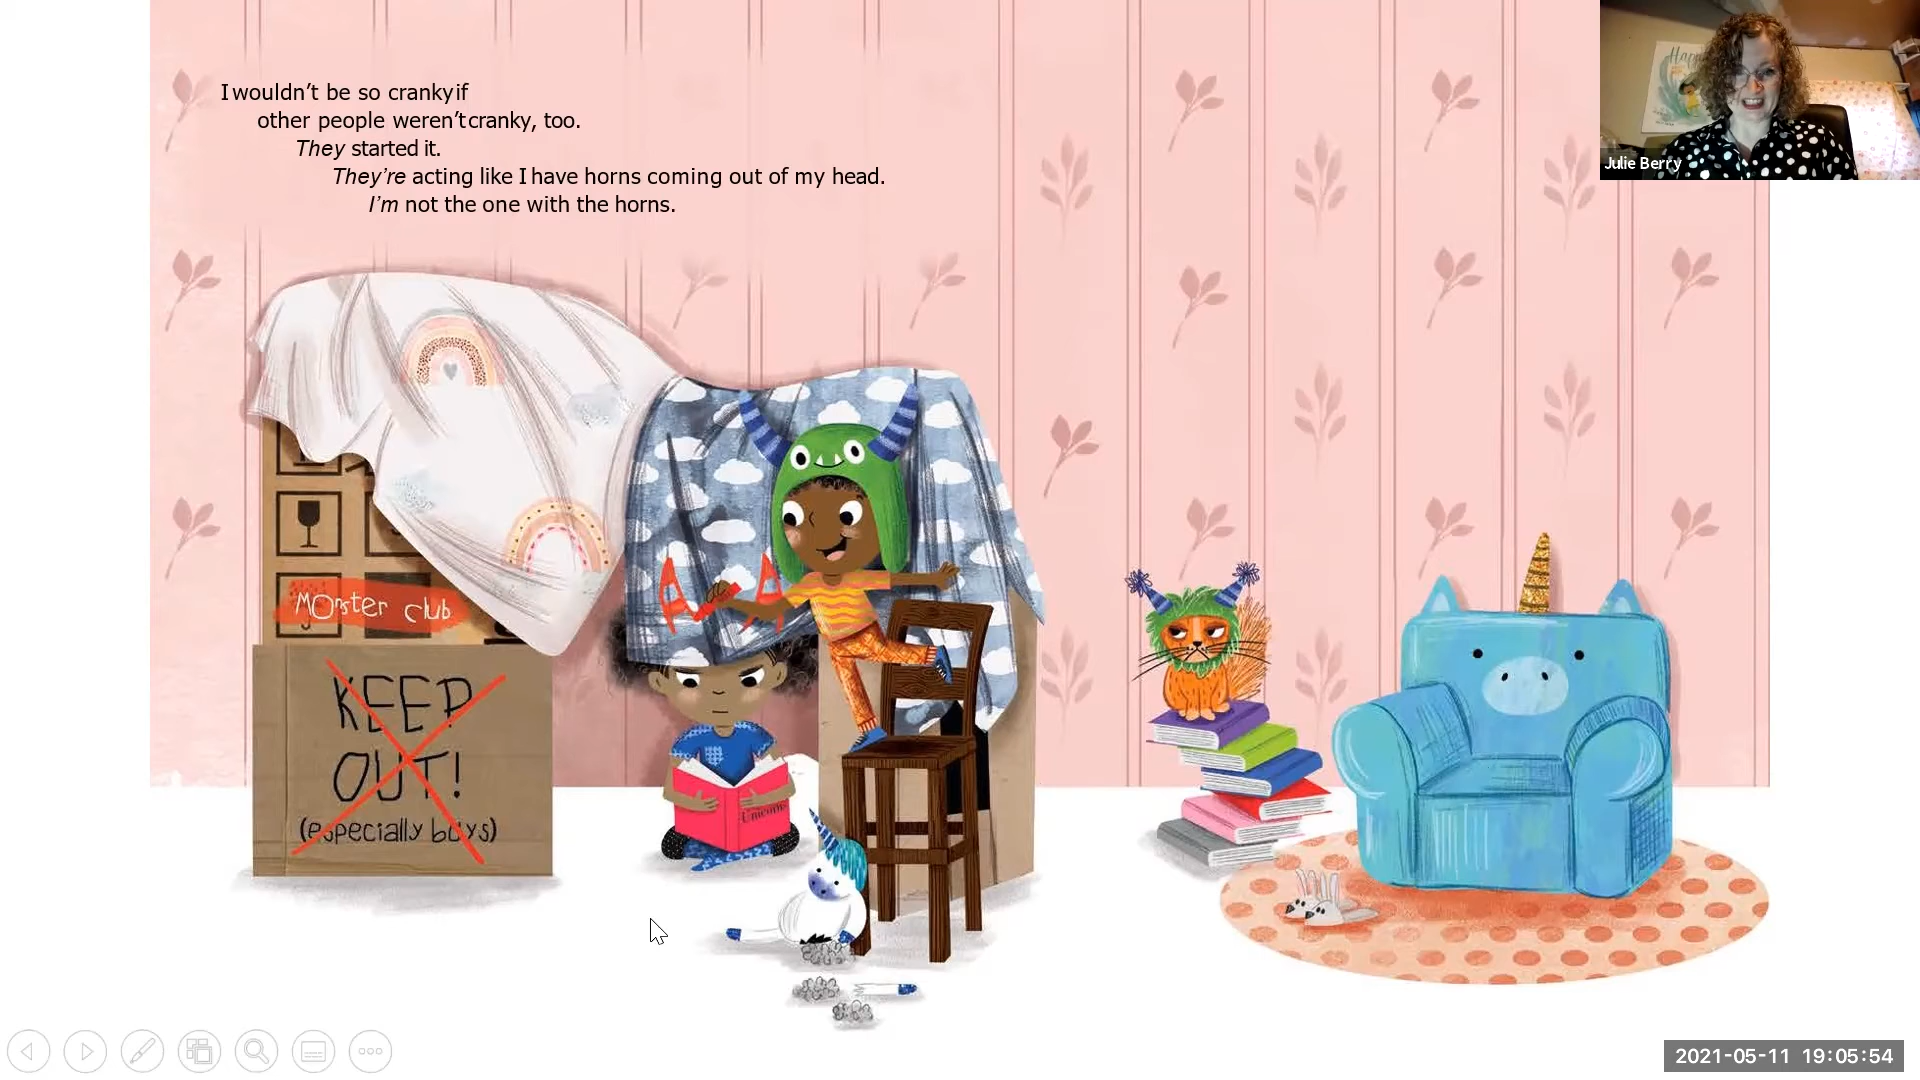 I wouldn't be so cranky if
other people weren't cranky, too.
They started it.
They're acting like I have horns coming out of my head.
I'm not the one with the horns.
Julie Berry
Monster Club
KEEP
OUT!
(especially boys)
Unicorns
2021-05-11 19:05:54